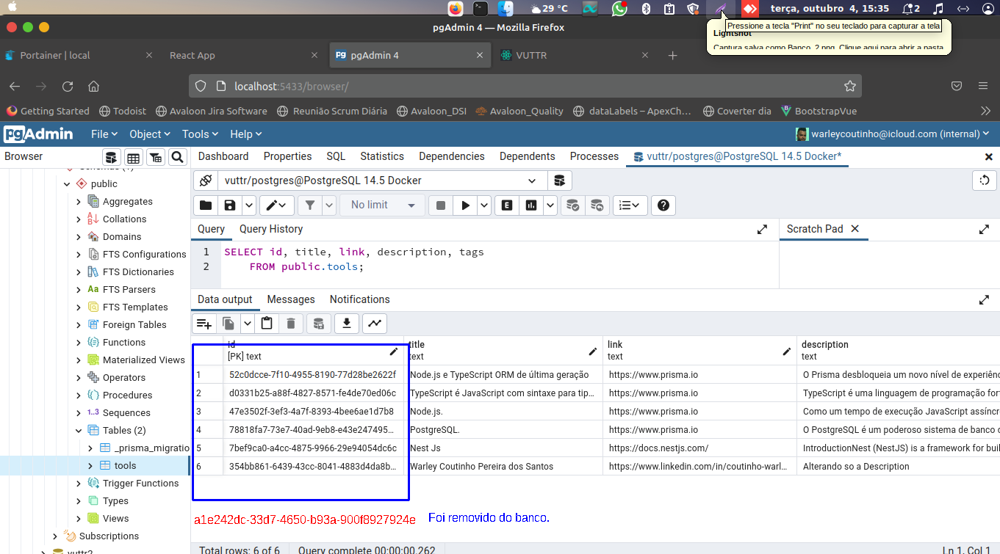 29 °C
terça, outubro 4, 15:35
2
pgAdmin 4 — Mozilla Firefox
Pressione a tecla "Print" no seu teclado para capturar a tela
Lightshot
Captura salva como Banco_2.png. Clique aqui para abrir a pasta
Portainer | local
React App
pgAdmin 4
VUTTR
localhost:5433/browser/
Getting Started
Todoist
Avaloon Jira Software
Reunião Scrum Diária
Avaloon_DSI
Avaloon_Quality
dataLabels – ApexCh…
Coverter dia
BootstrapVue
pgAdmin
File
Object
Tools
Help
warleycoutinho@icloud.com (internal)
Browser
Dashboard
Properties
SQL
Statistics
Dependencies
Dependents
Processes
vuttr/postgres@PostgreSQL 14.5 Docker*
Schemas (1)
public
Aggregates
Collations
Domains
FTS Configurations
FTS Dictionaries
FTS Parsers
FTS Templates
Foreign Tables
Functions
Materialized Views
Operators
Procedures
1..3 Sequences
Tables (2)
_prisma_migratio
tools
Trigger Functions
Types
Views
Subscriptions
vuttr2
vuttr/postgres@PostgreSQL 14.5 Docker
No limit
Query
Query History
Scratch Pad
1 SELECT id, title, link, description, tags
2 FROM public.tools;
Data output
Messages
Notifications
id title link description
[PK] text text text text
1 52c0dcce-7f10-4955-8190-77d28be2622f Node.js e TypeScript ORM de última geração https://www.prisma.io O Prisma desbloqueia um novo nível de experiênc
2 d0331b25-a88f-4827-8571-fe4de70ed06c TypeScript é JavaScript com sintaxe para tip… https://www.prisma.io TypeScript é uma linguagem de programação for
3 47e3502f-3ef3-4a7f-8393-4bee6ae1d7b8 Node.js. https://www.prisma.io Como um tempo de execução JavaScript assíncr
4 78818fa7-73e7-40ad-9eb8-e43e247495… PostgreSQL. https://www.prisma.io O PostgreSQL é um poderoso sistema de banco d
5 7bef9ca0-a4cc-4875-9966-29e94054dc6c Nest Js https://docs.nestjs.com/ IntroductionNest (NestJS) is a framework for buil
6 354bb861-6439-43cc-8041-4883d4da8b… Warley Coutinho Pereira dos Santos https://www.linkedin.com/in/coutinho-warl… Alterando so a Description
a1e242dc-33d7-4650-b93a-900f8927924e Foi removido do banco.
Total rows: 6 of 6
Query complete 00:00:00.262
Ln 1, Col 1